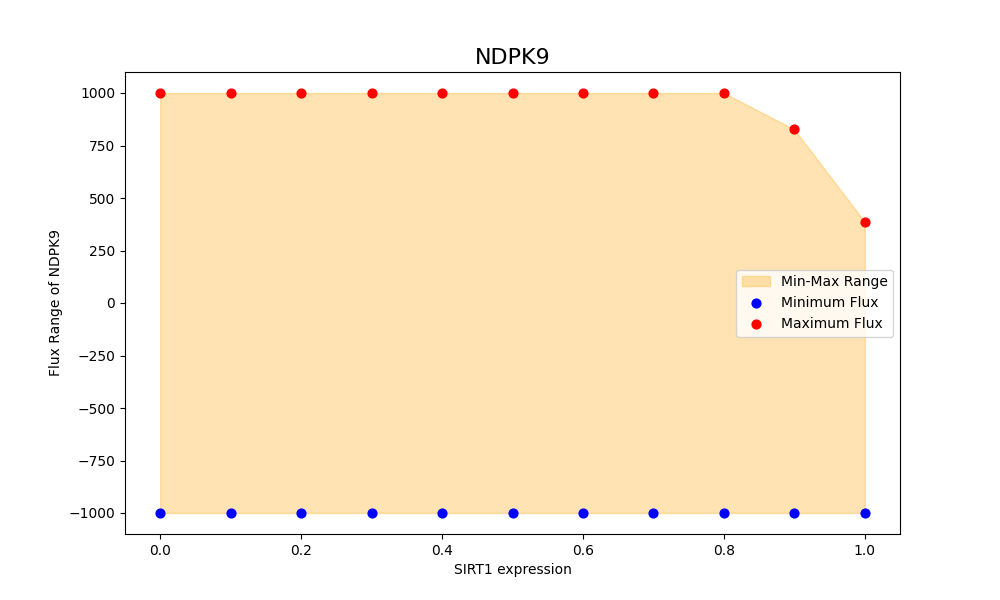 NDPK9
1000
750
500
250
0
−250
−500
−750
−1000
Flux Range of NDPK9
Min-Max Range
Minimum Flux
Maximum Flux
0.0 0.2 0.4 0.6 0.8 1.0
SIRT1 expression